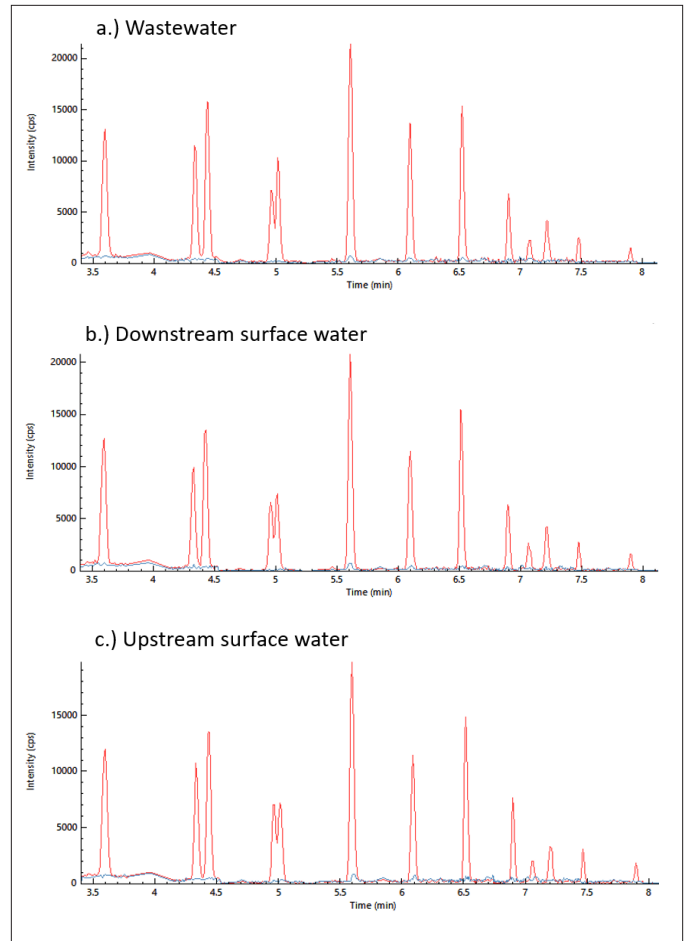 a.) Wastewater
20000
15000
10000
5000
0
Intensity (cps)
3.5 4 4.5 5 5.5 6 6.5 7 7.5 8
Time (min)
b.) Downstream surface water
20000
15000
10000
5000
0
Intensity (cps)
3.5 4 4.5 5 5.5 6 6.5 7 7.5 8
Time (min)
c.) Upstream surface water
15000
10000
5000
0
Intensity (cps)
3.5 4 4.5 5 5.5 6 6.5 7 7.5 8
Time (min)